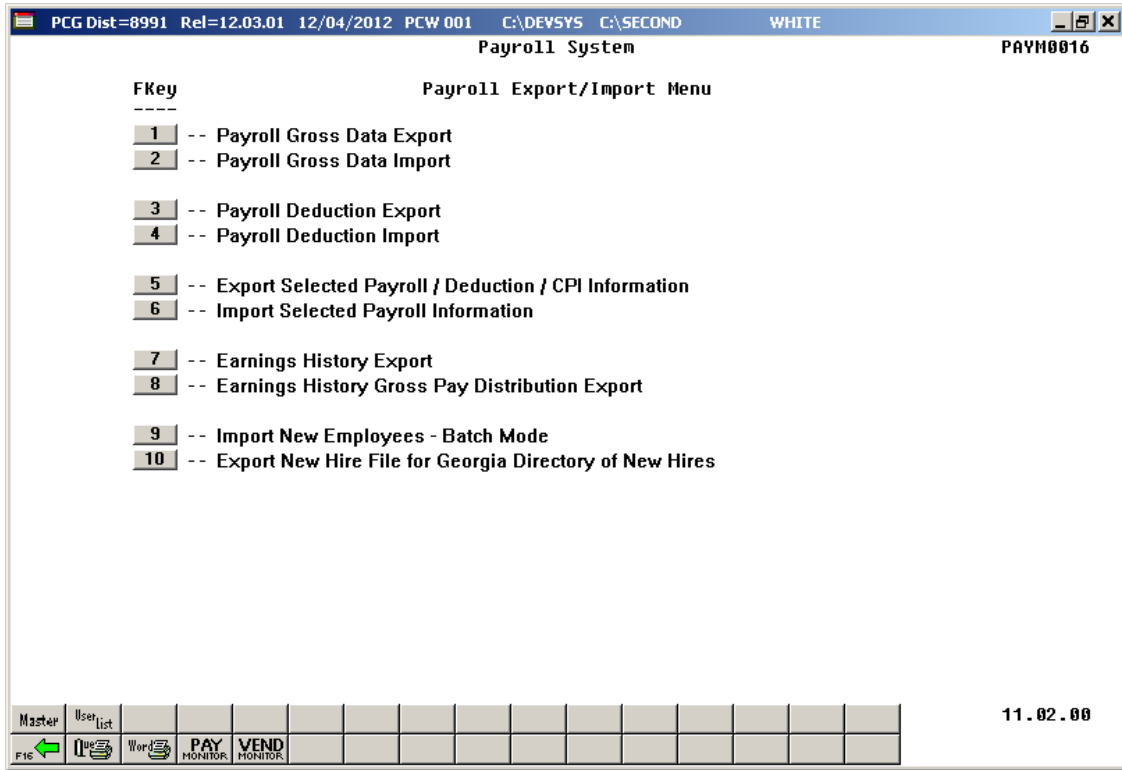 PCG Dist=8991 Rel=12.03.01 12/04/2012 PCW 001 C:\DEVSYS C:\SECOND WHITE
Payroll System PAYM0016
FKey Payroll Export/Import Menu
----
1 -- Payroll Gross Data Export
2 -- Payroll Gross Data Import
3 -- Payroll Deduction Export
4 -- Payroll Deduction Import
5 -- Export Selected Payroll / Deduction / CPI Information
6 -- Import Selected Payroll Information
7 -- Earnings History Export
8 -- Earnings History Gross Pay Distribution Export
9 -- Import New Employees - Batch Mode
10 -- Export New Hire File for Georgia Directory of New Hires
Master User List 11.02.00
F16 Que Word PAY MONITOR VEND MONITOR